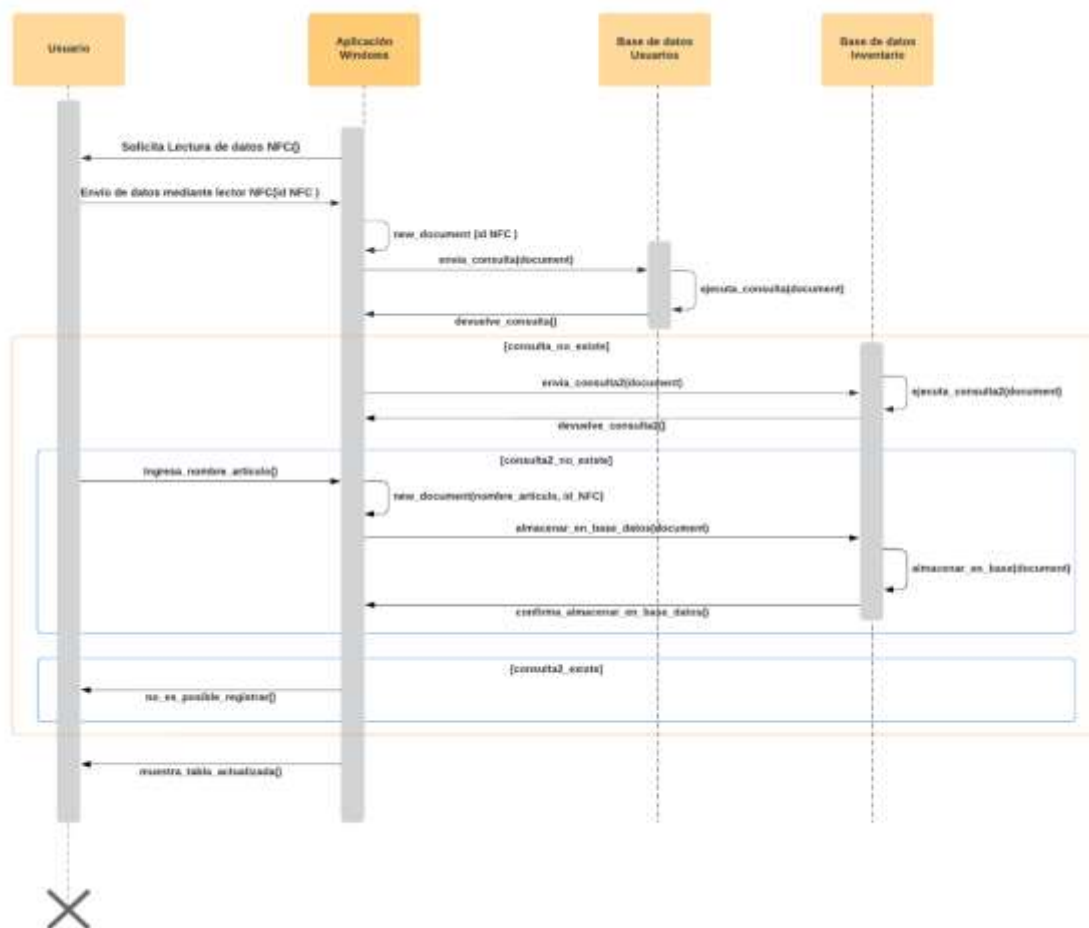 Usuario
Aplicación
Windows
Base de datos
Usuarios
Base de datos
Inventario
Solicita Lectura de datos NFC()
Envío de datos mediante lector NFC(id NFC )
new_document (id NFC )
envia_consulta(document)
ejecuta_consulta(document)
devuelve_consulta()
[consulta_no_existe]
envia_consulta2(document)
ejecuta_consulta2(document)
devuelve_consulta2()
[consulta2_no_existe]
Ingresa_nombre_articulo()
new_document(nombre_articulo, id_NFC)
almacenar_en_base_datos(document)
almacenar_en_base(document)
confirma_almacenar_en_base_datos()
[consulta2_existe]
no_es_posible_registrar()
muestra_tabla_actualizada()